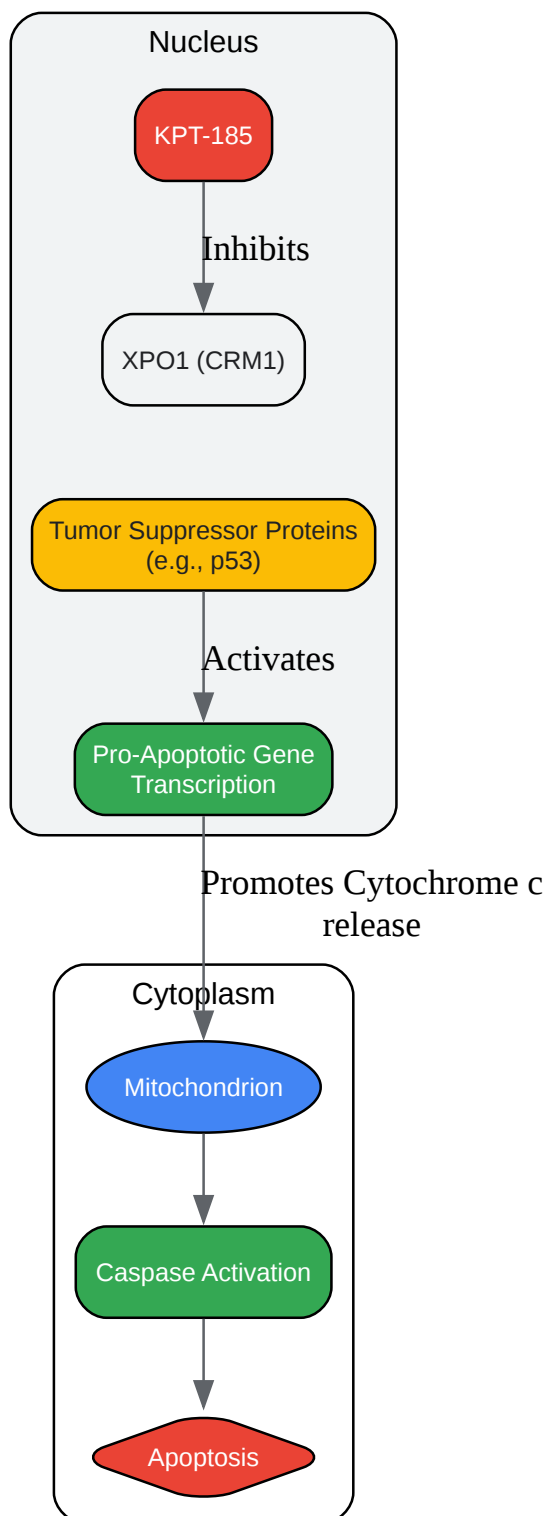 Nucleus
KPT-185
Inhibits
XPO1 (CRM1)
Tumor Suppressor Proteins
(e.g., p53)
Activates
Pro-Apoptotic Gene
Transcription
Promotes Cytochrome c
release
Cytoplasm
Mitochondrion
Caspase Activation
Apoptosis